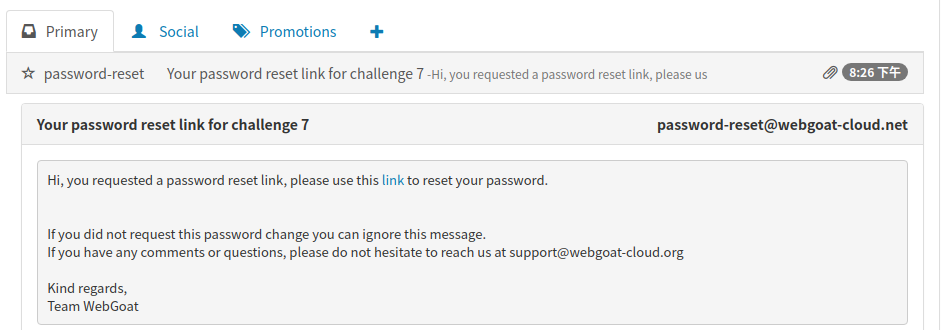 Primary Social Promotions
password-reset Your password reset link for challenge 7 -Hi, you requested a password reset link, please us 8:26 下午
Your password reset link for challenge 7 password-reset@webgoat-cloud.net
Hi, you requested a password reset link, please use this link to reset your password.
If you did not request this password change you can ignore this message.
If you have any comments or questions, please do not hesitate to reach us at support@webgoat-cloud.org
Kind regards,
Team WebGoat